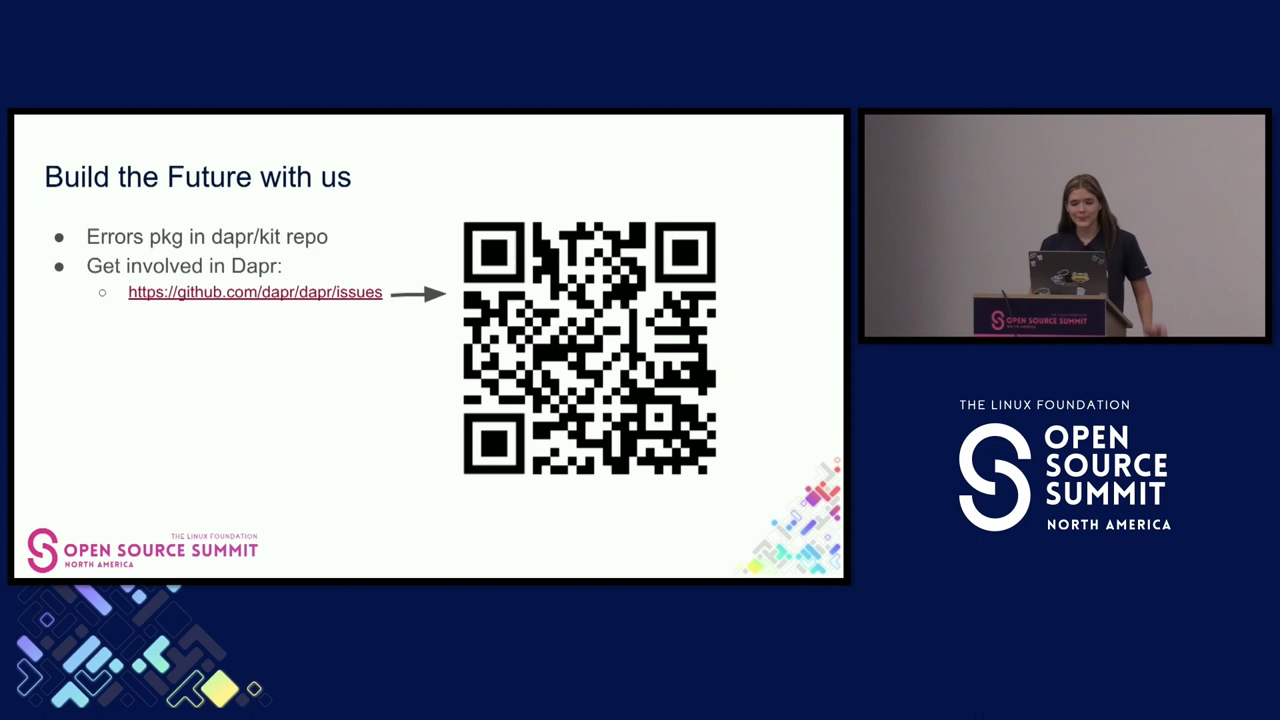 Build the Future with us
● Errors pkg in dapr/kit repo
● Get involved in Dapr:
○ https://github.com/dapr/dapr/issues
THE LINUX FOUNDATION
OPEN SOURCE SUMMIT
NORTH AMERICA
OPEN SOURCE SUMMIT
THE LINUX FOUNDATION
OPEN
SOURCE
SUMMIT
NORTH AMERICA